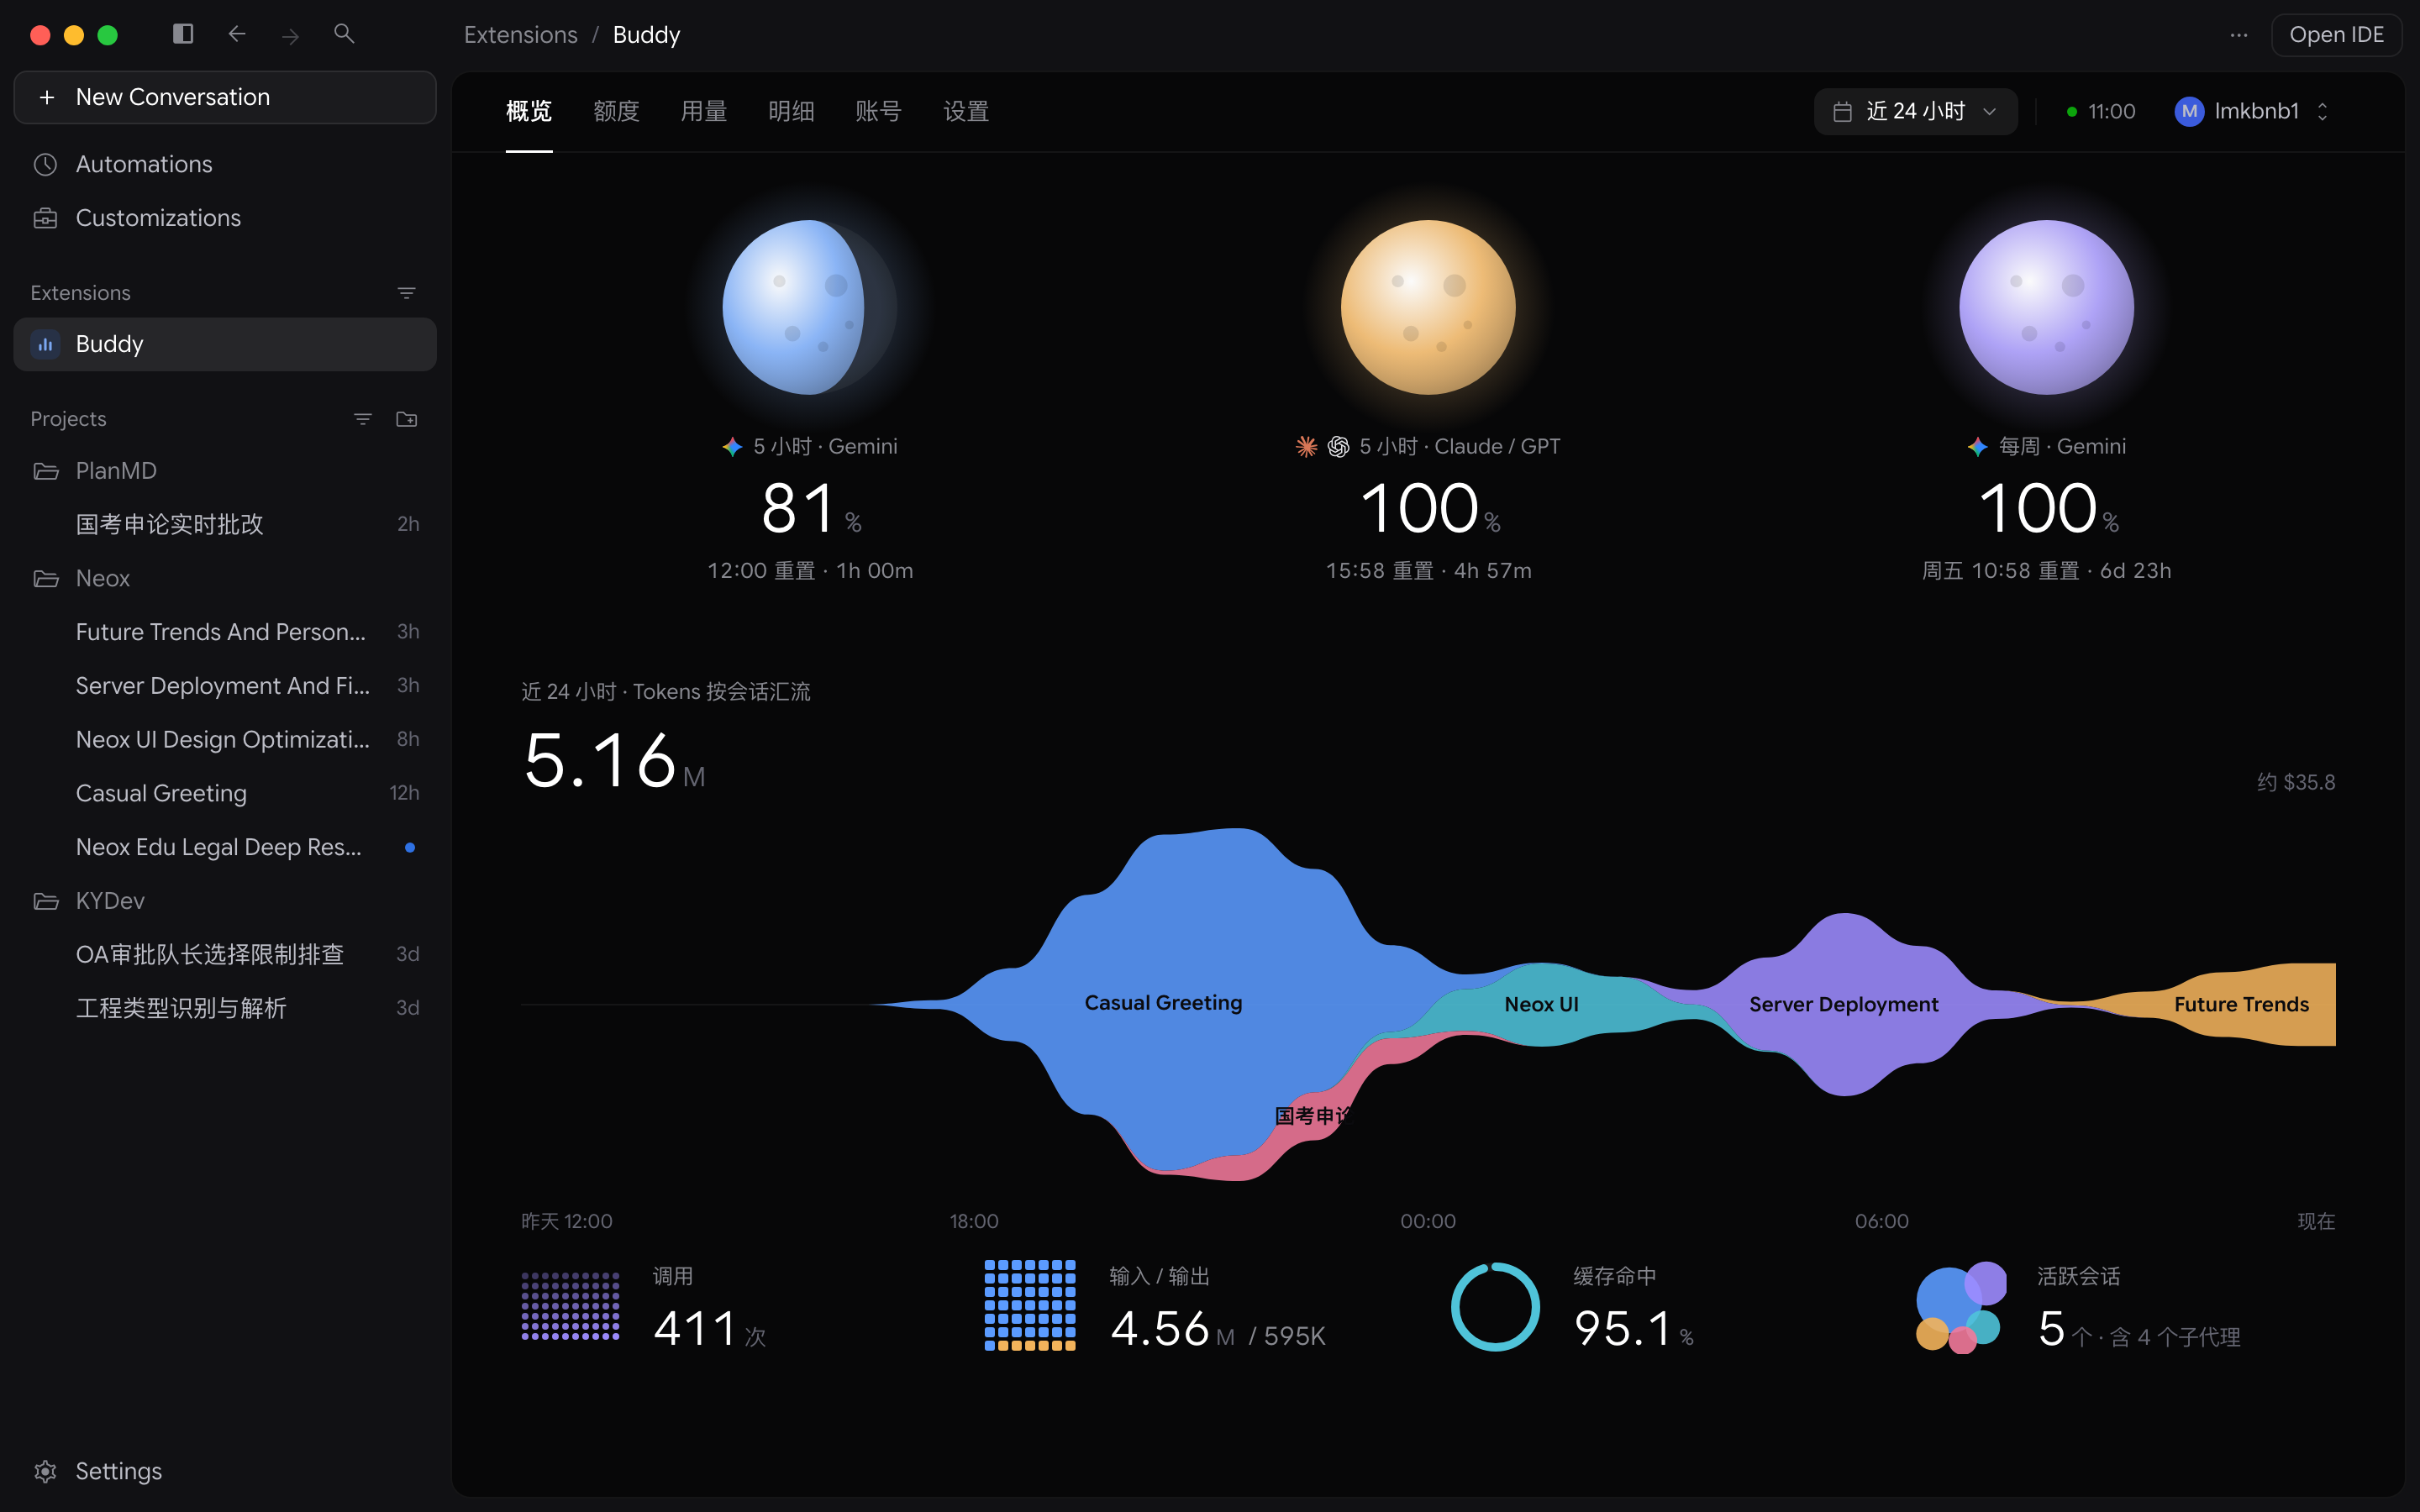 Extensions / Buddy
Open IDE
New Conversation
Automations
Customizations
Extensions
Buddy
Projects
PlanMD
国考申论实时批改 2h
Neox
Future Trends And Person... 3h
Server Deployment And Fi... 3h
Neox UI Design Optimizati... 8h
Casual Greeting 12h
Neox Edu Legal Deep Res...
KYDev
OA审批队长选择限制排查 3d
工程类型识别与解析 3d
Settings
概览 额度 用量 明细 账号 设置
近 24 小时
11:00
M lmkbnb1
5 小时 · Gemini
81 %
12:00 重置 · 1h 00m
5 小时 · Claude / GPT
100 %
15:58 重置 · 4h 57m
每周 · Gemini
100 %
周五 10:58 重置 · 6d 23h
近 24 小时 · Tokens 按会话汇流
5.16 M
约 $35.8
Casual Greeting
国考申论
Neox UI
Server Deployment
Future Trends
昨天 12:00 18:00 00:00 06:00 现在
调用
411 次
输入 / 输出
4.56 M / 595K
缓存命中
95.1 %
活跃会话
5 个 · 含 4 个子代理